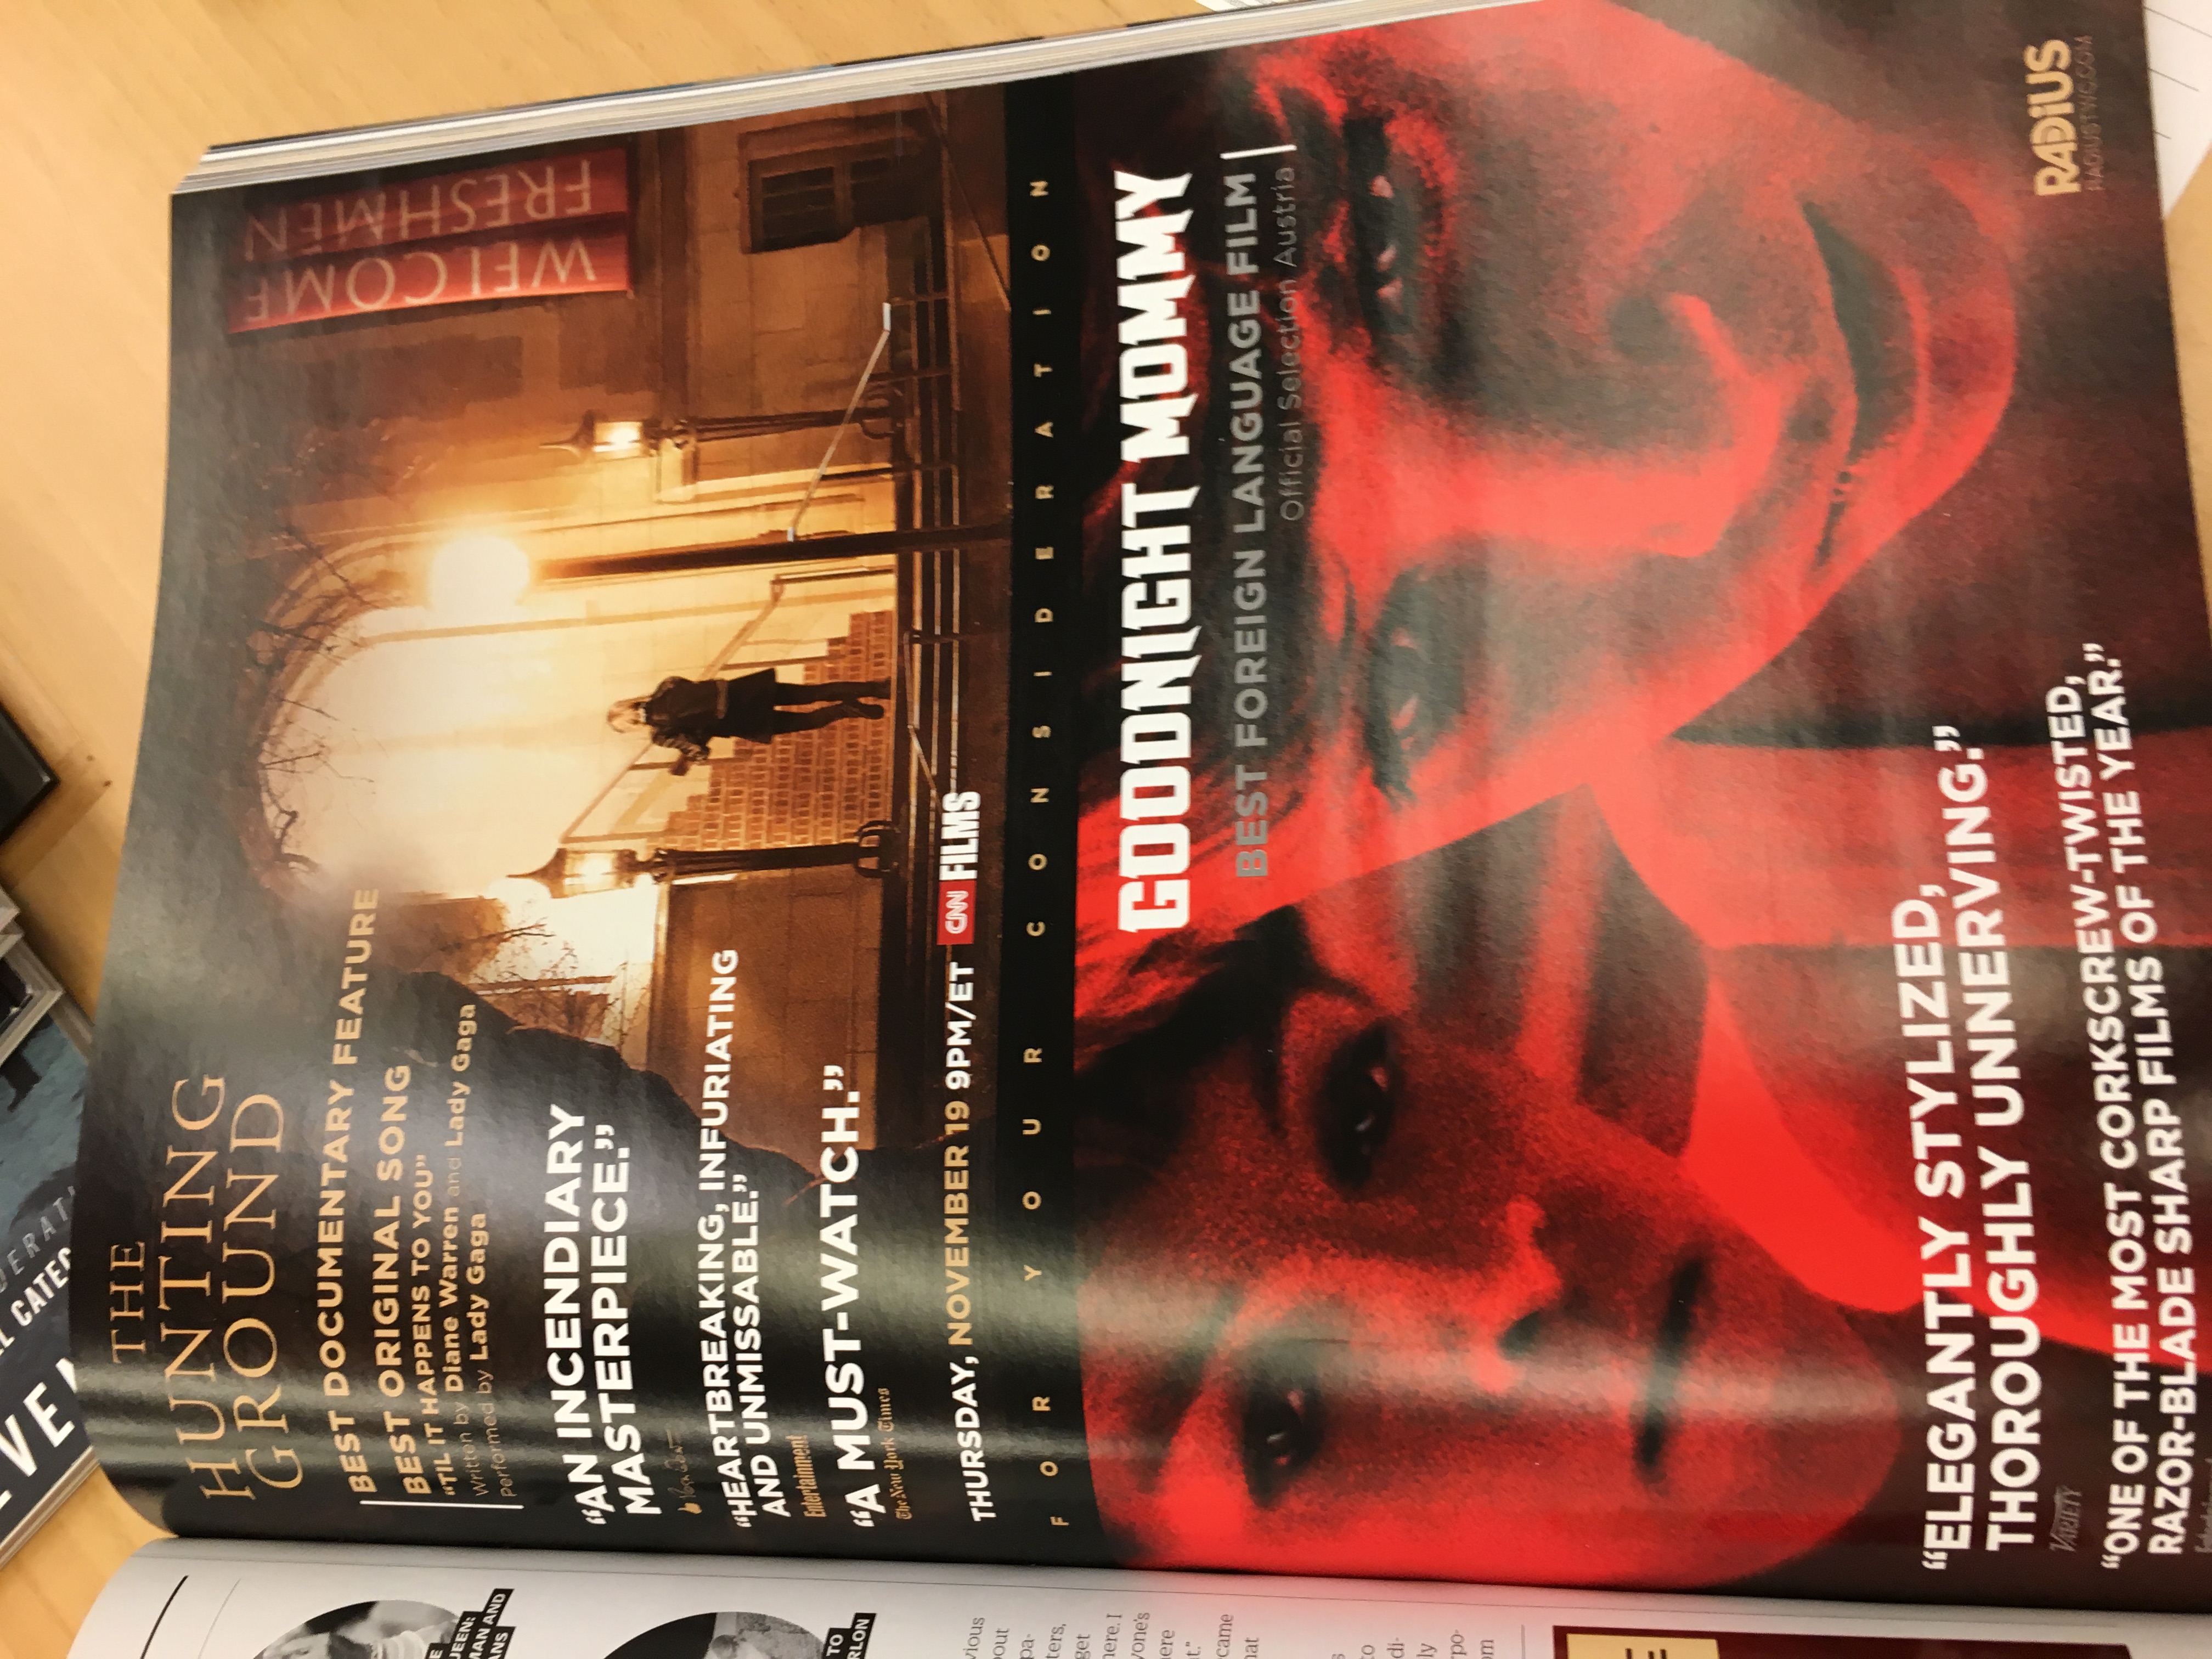 THE
HUNTING
GROUND
BEST DOCUMENTARY FEATURE
BEST ORIGINAL SONG
“TIL IT HAPPENS TO YOU”
Written by Diane Warren and Lady Gaga
Performed by Lady Gaga
“AN INCENDIARY
MASTERPIECE.”
“HEARTBREAKING, INFURIATING
AND UNMISSABLE.”
Entertainment
“A MUST-WATCH.”
The New York Times
THURSDAY, NOVEMBER 19 9PM/ET CNN FILMS
WELCOME
FRESHMEN
FOR YOUR CONSIDERATION
GOODNIGHT MOMMY
BEST FOREIGN LANGUAGE FILM
Official Selection Austria
“ELEGANTLY STYLIZED,
THOROUGHLY UNNERVING.”
VARIETY
“ONE OF THE MOST CORKSCREW-TWISTED,
RAZOR-BLADE SHARP FILMS OF THE YEAR.”
RADiUS
RADIUSTWC.COM